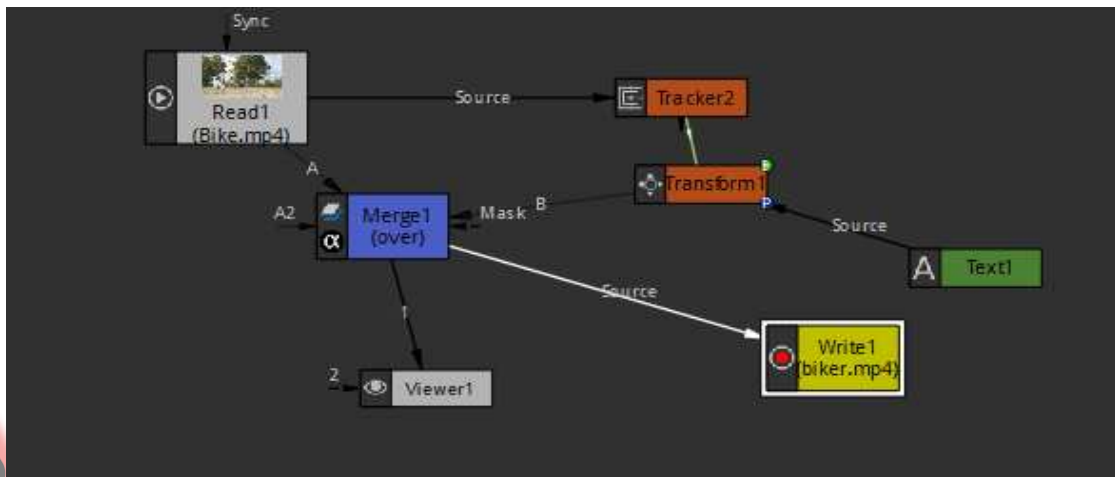 Sync
Read1
(Bike.mp4)
Source
Tracker2
A
Transform1
E
P
A2
Merge1
(over)
α
Mask
B
Source
A
Text1
Source
1
Write1
(biker.mp4)
2
Viewer1